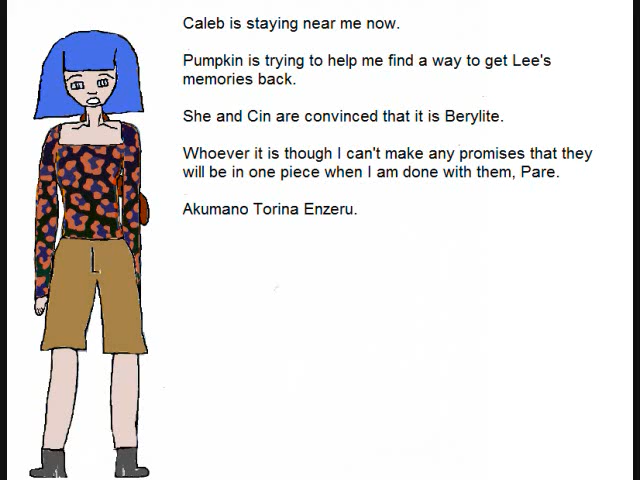 Caleb is staying near me now.
Pumpkin is trying to help me find a way to get Lee's
memories back.
She and Cin are convinced that it is Berylite.
Whoever it is though I can't make any promises that they
will be in one piece when I am done with them, Pare.
Akumano Torina Enzeru.